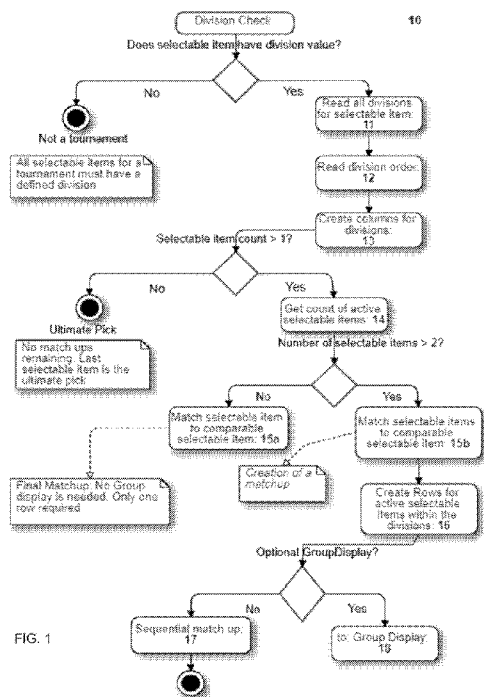 Division Check
10
Does selectable item have division value?
No
Yes
Not a tournament
All selectable items for a
tournament must have a
defined division
Read all divisions
for selectable item:
11
Read division order:
12
Create columns for
divisions:
13
Selectable item count > 1?
No
Yes
Ultimate Pick
No match ups
remaining. Last
selectable item is the
ultimate pick
Get count of active
selectable items: 14
Number of selectable items > 2?
No
Yes
Match selectable item
to comparable
selectable item: 15a
Match selectable items
to comparable
selectable item: 15b
Final Matchup: No Group
display is needed. Only one
row required
Creation of a
matchup
Create Rows for
active selectable
items within the
divisions: 16
Optional GroupDisplay?
No
Yes
Sequential match up:
17
to: Group Display:
18
FIG. 1